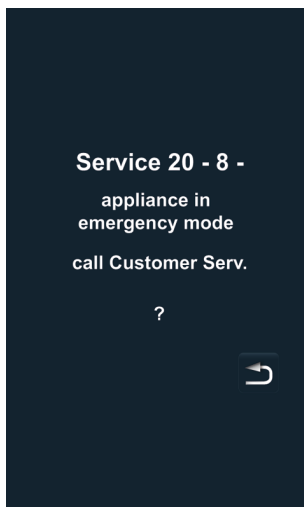 Service 20 - 8 -
appliance in
emergency mode
call Customer Serv.
?